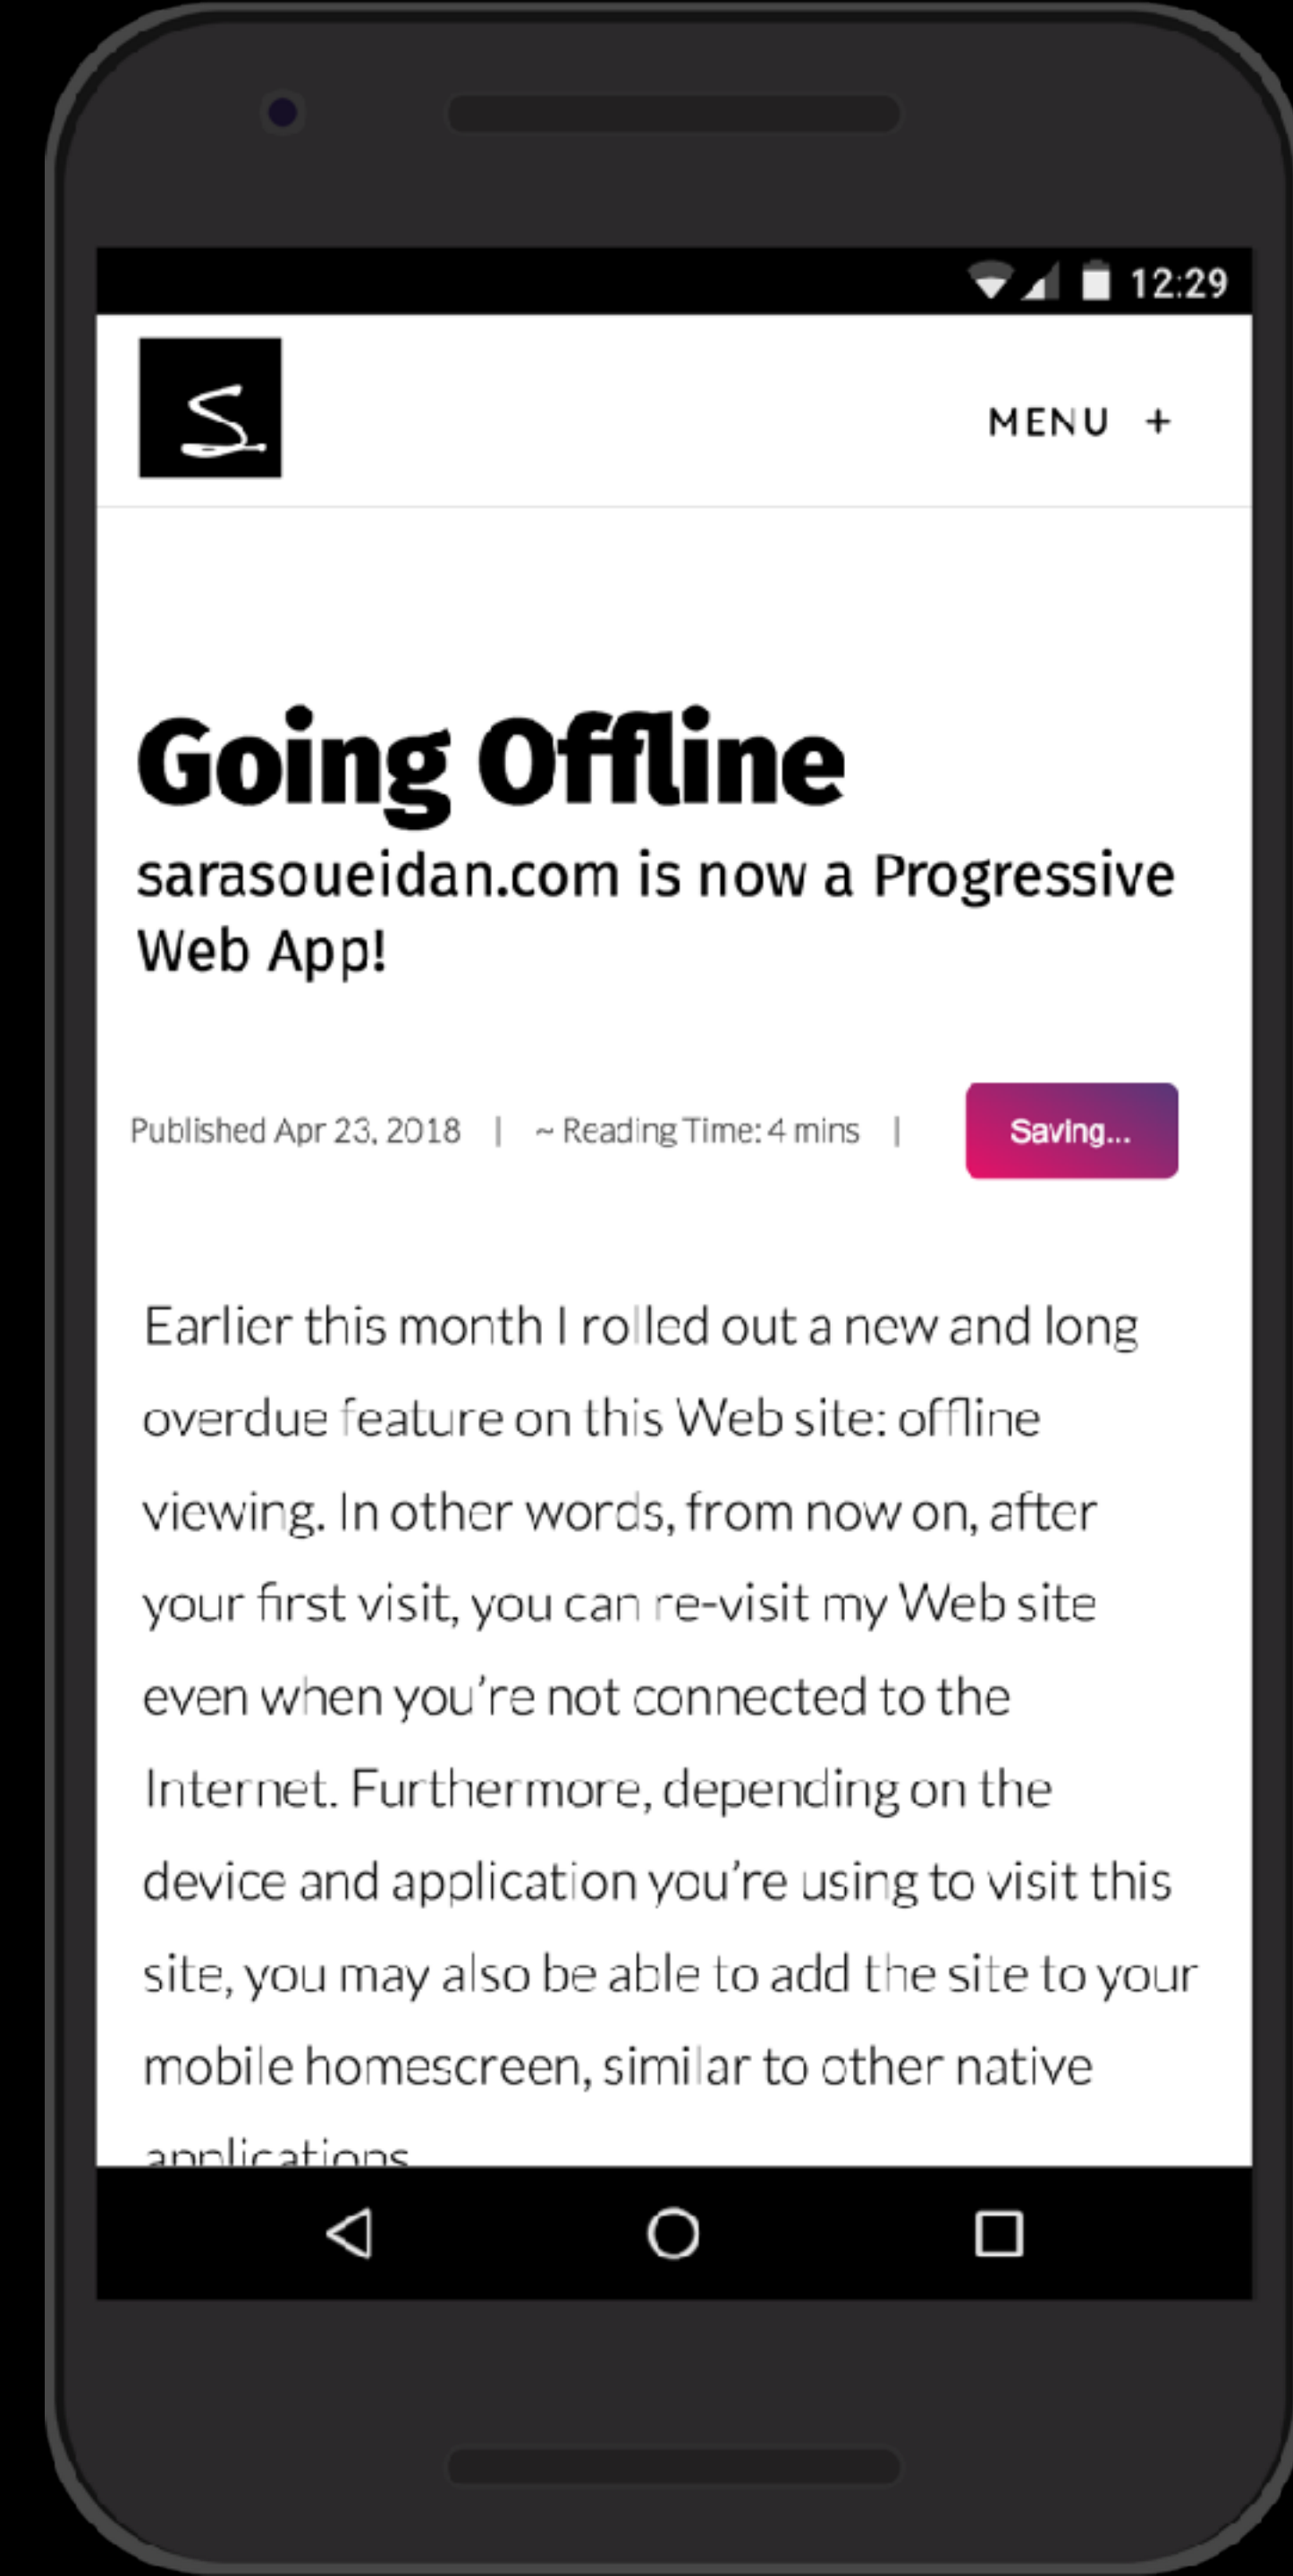 12:29
S
MENU +
Going Offline
sarasoueidan.com is now a Progressive
Web App!
Published Apr 23, 2018 | ~ Reading Time: 4 mins |
Saving...
Earlier this month I rolled out a new and long
overdue feature on this Web site: offline
viewing. In other words, from now on, after
your first visit, you can re-visit my Web site
even when you’re not connected to the
Internet. Furthermore, depending on the
device and application you’re using to visit this
site, you may also be able to add the site to your
mobile homescreen, similar to other native
applications